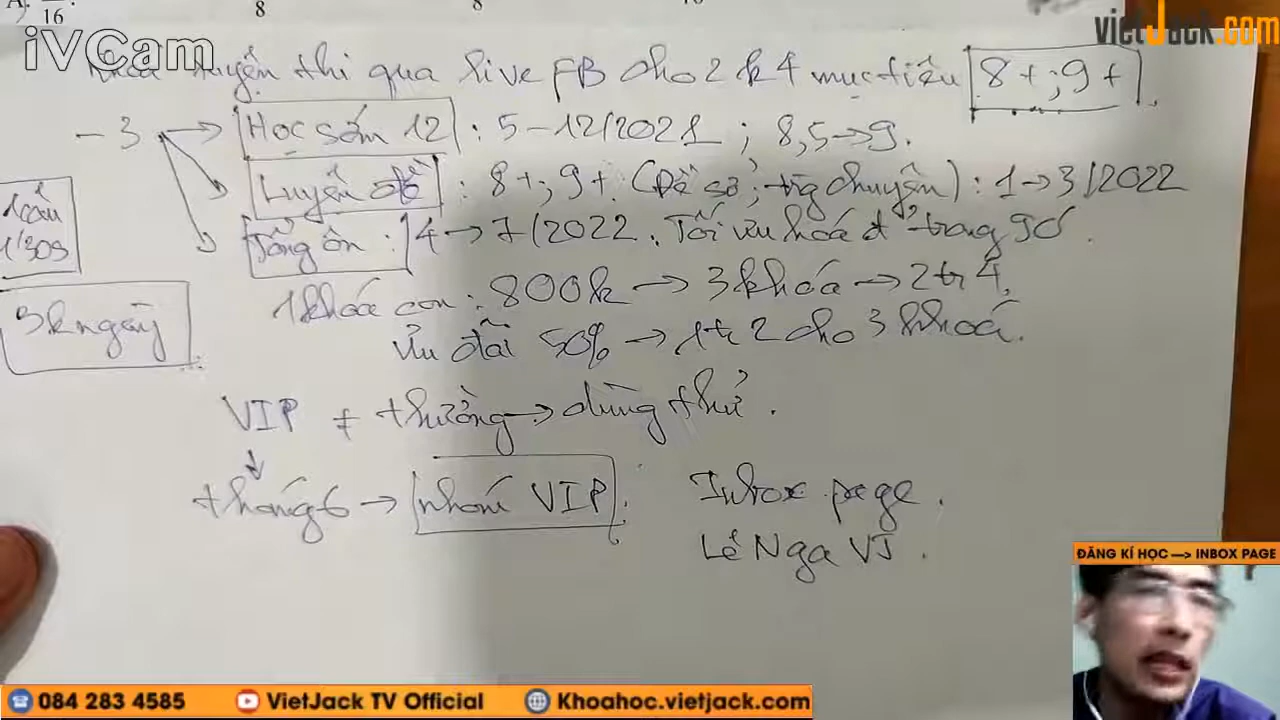 16
8
iVCam
vietJack.com
luyện thi qua live FB cho 2k4 mục tiêu 8+; 9+
- 3 → Học sớm 12 : 5 - 12/2021 ; 8,5 → 9.
Luyện đề : 8+; 9+ (Đề sở, trg chuyên) : 1 → 3/2022
Tổng ôn : 4 → 7/2022. Tối ưu hoá đ' trong
1 khoá con : 800k → 3 khoá → 2tr4.
Ưu đãi 50% → 1tr2 cho 3 khoá.
3k ngày
VIP ≠ thường → dùng thử.
tháng 6 → nhóm VIP.
Inbox page.
Lê Nga VJ.
ĐĂNG KÍ HỌC —> INBOX PAGE
084 283 4585
VietJack TV Official
Khoahoc.vietjack.com